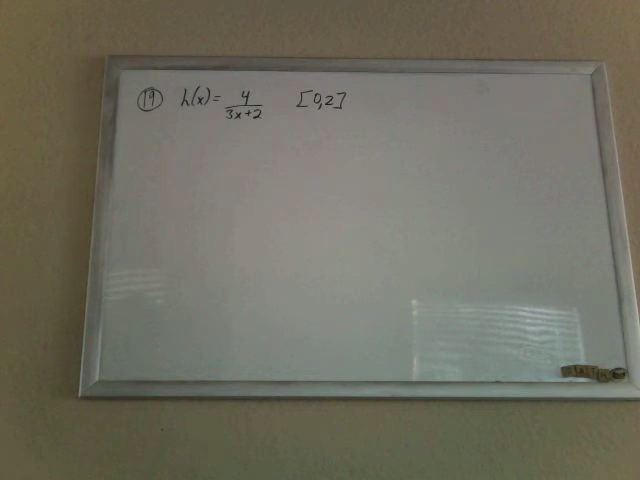 19 h(x) = 4/(3x+2) [0,2]